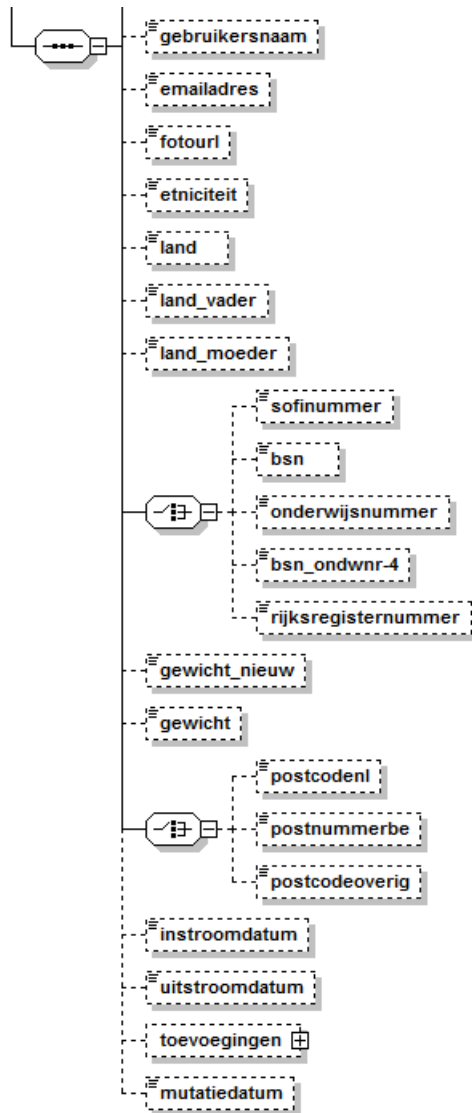 gebruikersnaam
emailadres
fotourl
etniciteit
land
land_vader
land_moeder
sofinummer
bsn
onderwijsnummer
bsn_ondwnr-4
rijksregisternummer
gewicht_nieuw
gewicht
postcodenl
postnummerbe
postcodeoverig
instroomdatum
uitstroomdatum
toevoegingen
mutatiedatum